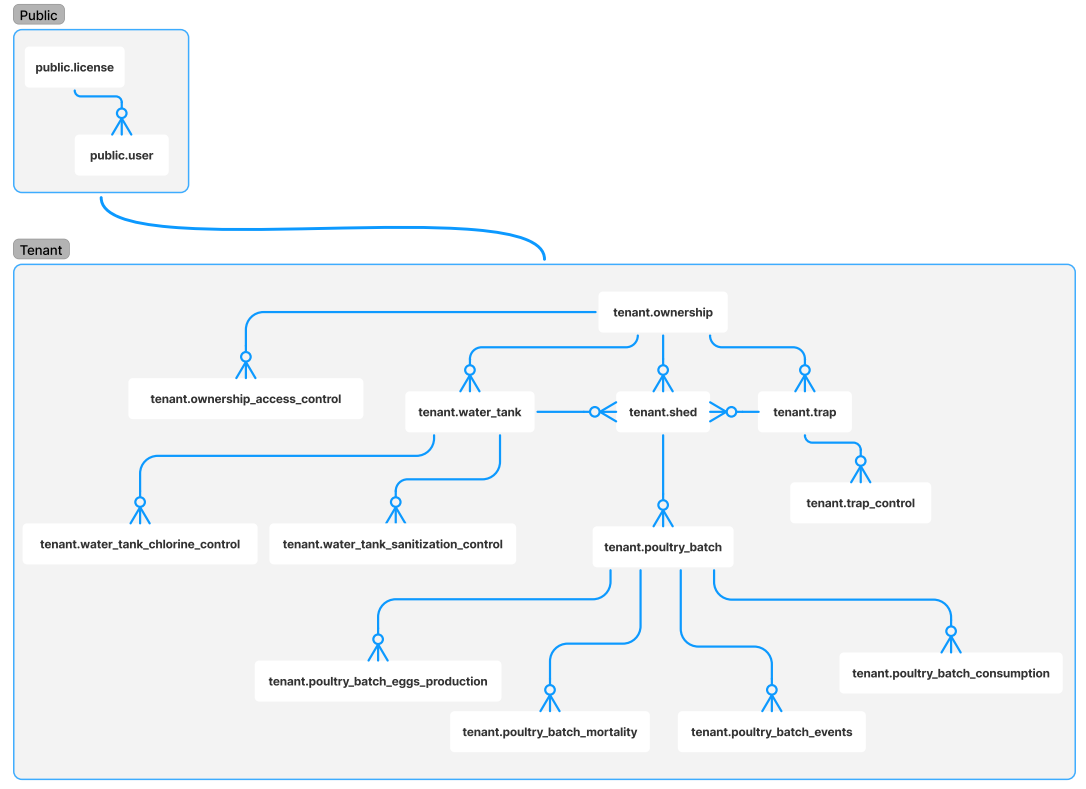 Public
public.license
public.user
Tenant
tenant.ownership
tenant.ownership_access_control
tenant.water_tank
tenant.shed
tenant.trap
tenant.trap_control
tenant.water_tank_chlorine_control
tenant.water_tank_sanitization_control
tenant.poultry_batch
tenant.poultry_batch_eggs_production
tenant.poultry_batch_consumption
tenant.poultry_batch_mortality
tenant.poultry_batch_events